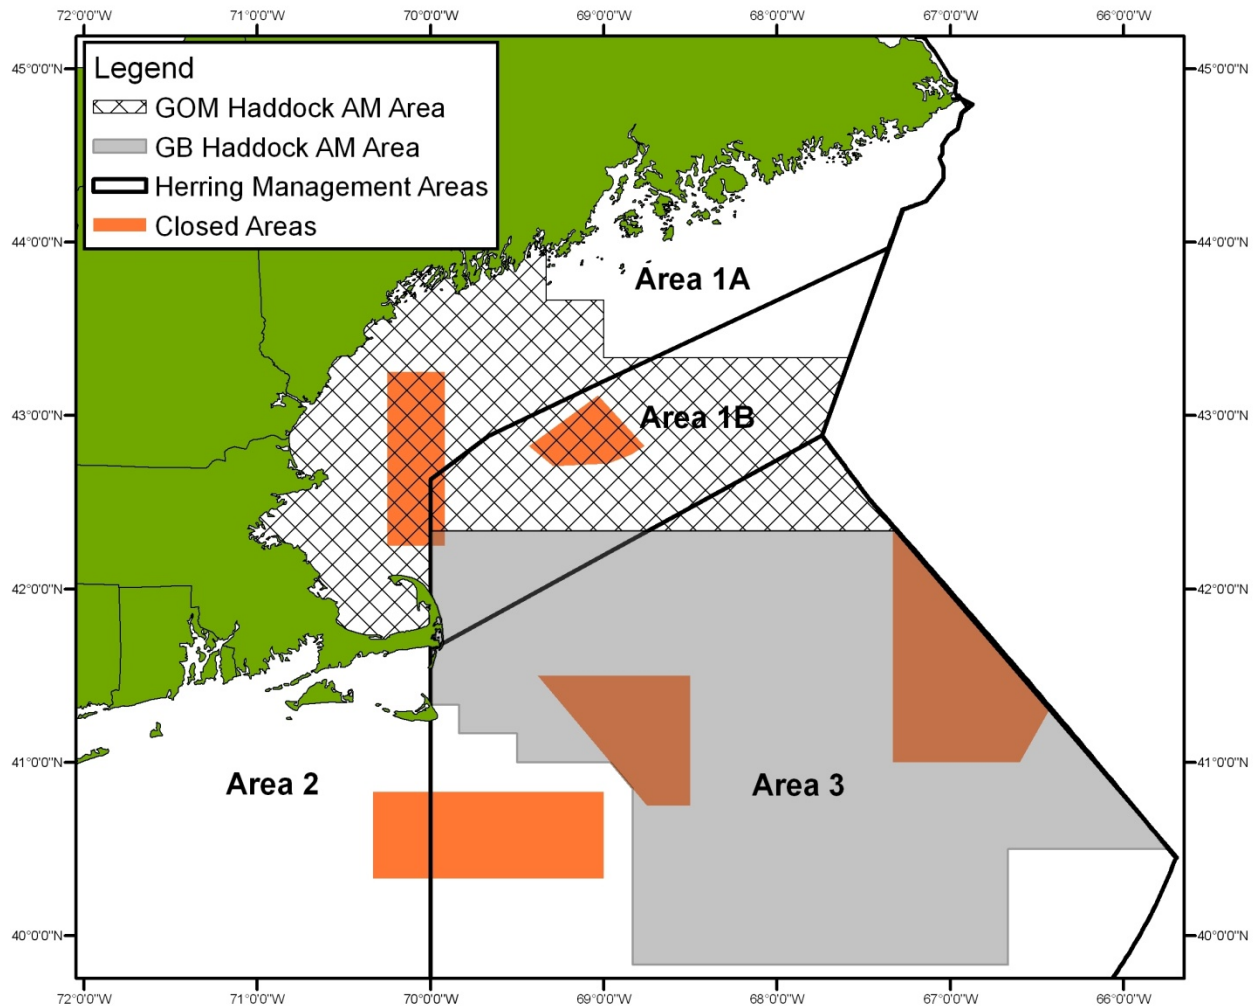 72°0'0"W 71°0'0"W 70°0'0"W 69°0'0"W 68°0'0"W 67°0'0"W 66°0'0"W
45°0'0"N 45°0'0"N
Legend
GOM Haddock AM Area
GB Haddock AM Area
Herring Management Areas
Closed Areas
44°0'0"N 44°0'0"N
Area 1A
43°0'0"N Area 1B 43°0'0"N
42°0'0"N 42°0'0"N
41°0'0"N 41°0'0"N
Area 2 Area 3
40°0'0"N 40°0'0"N
72°0'0"W 71°0'0"W 70°0'0"W 69°0'0"W 68°0'0"W 67°0'0"W 66°0'0"W